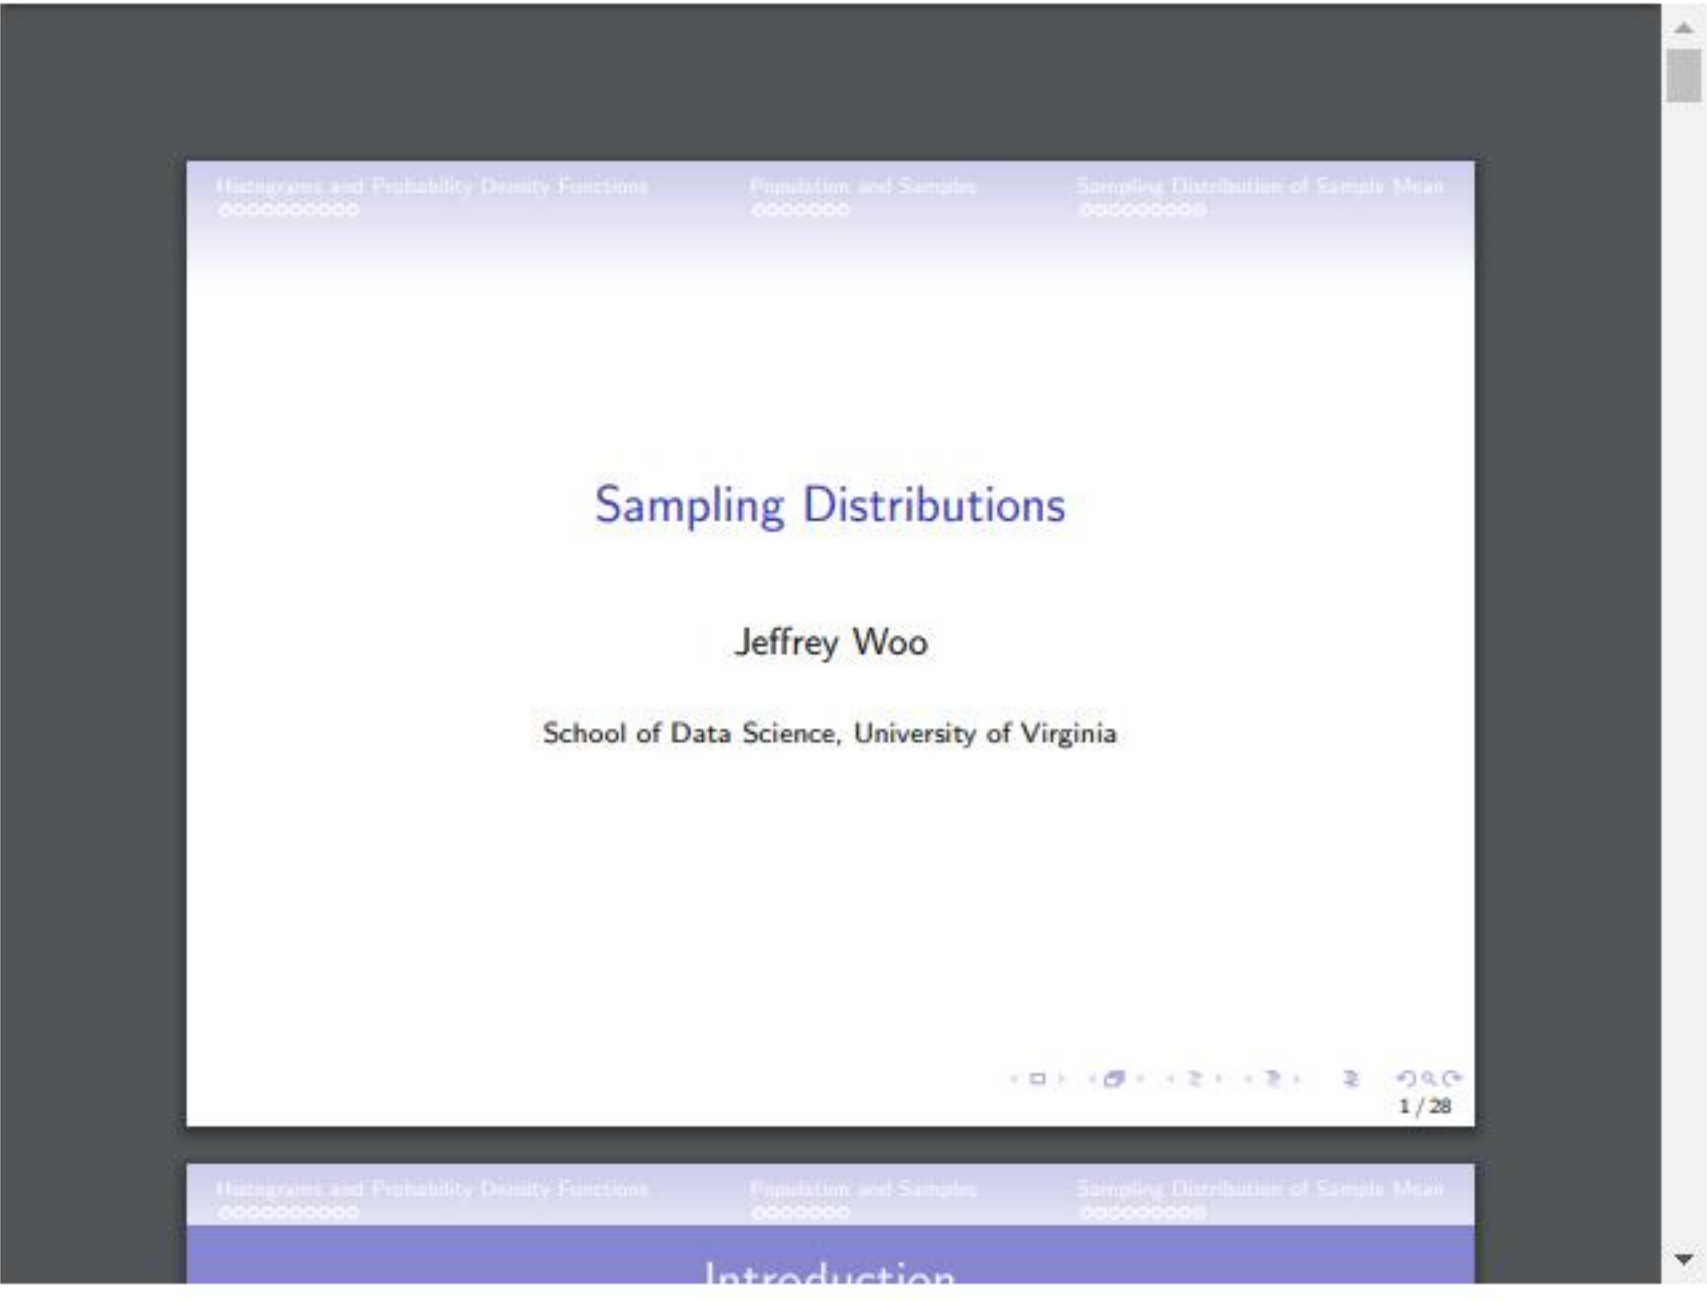 Histograms and Probability Density Functions Population and Samples Sampling Distribution of Sample Mean
Sampling Distributions
Jeffrey Woo
School of Data Science, University of Virginia
1 / 28
Histograms and Probability Density Functions Population and Samples Sampling Distribution of Sample Mean
Introduction